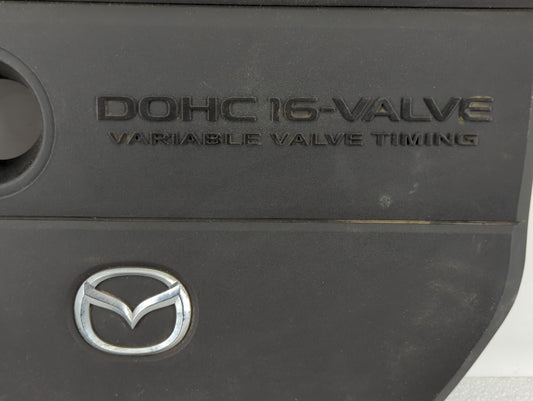 DOHC 16-VALVE
VARIABLE VALVE TIMING